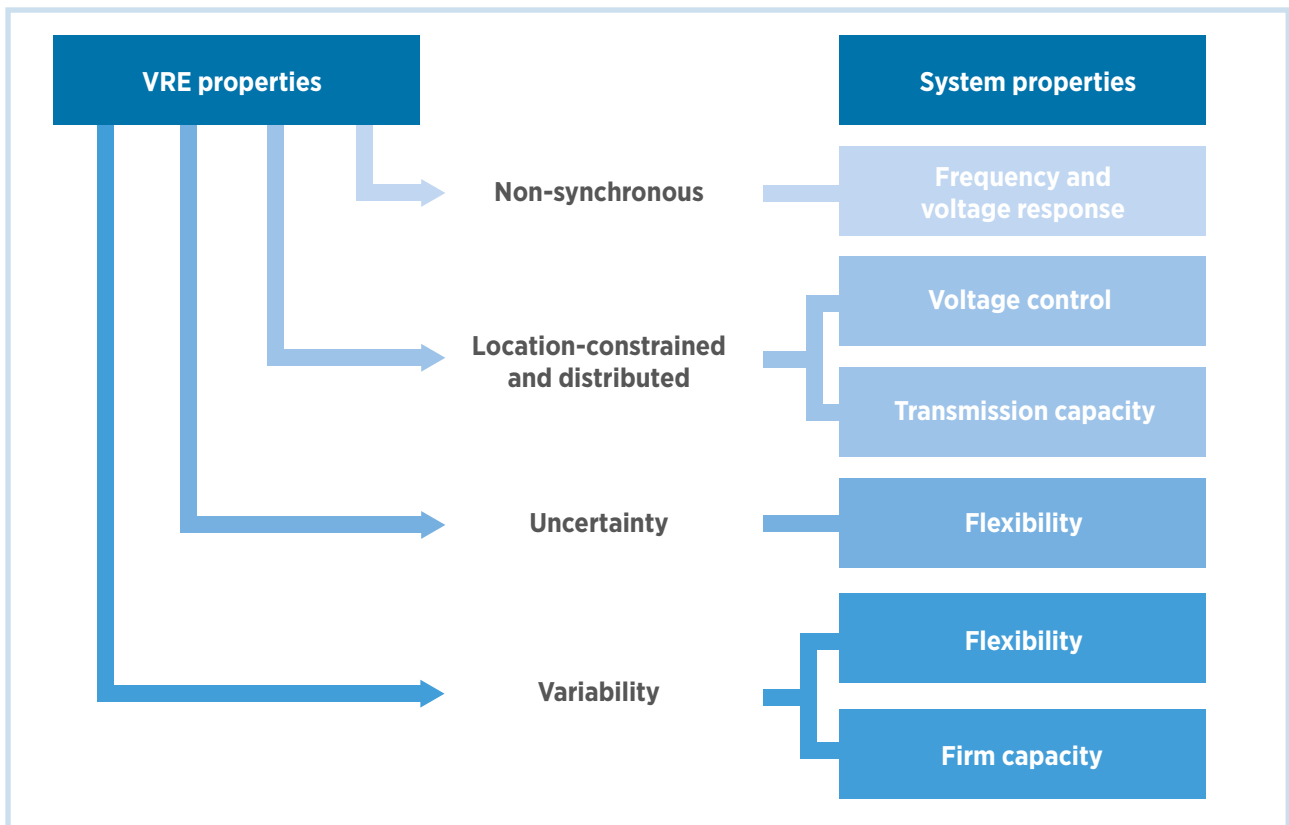 VRE properties
System properties
Non-synchronous
Frequency and
voltage response
Location-constrained
and distributed
Voltage control
Transmission capacity
Uncertainty
Flexibility
Variability
Flexibility
Firm capacity